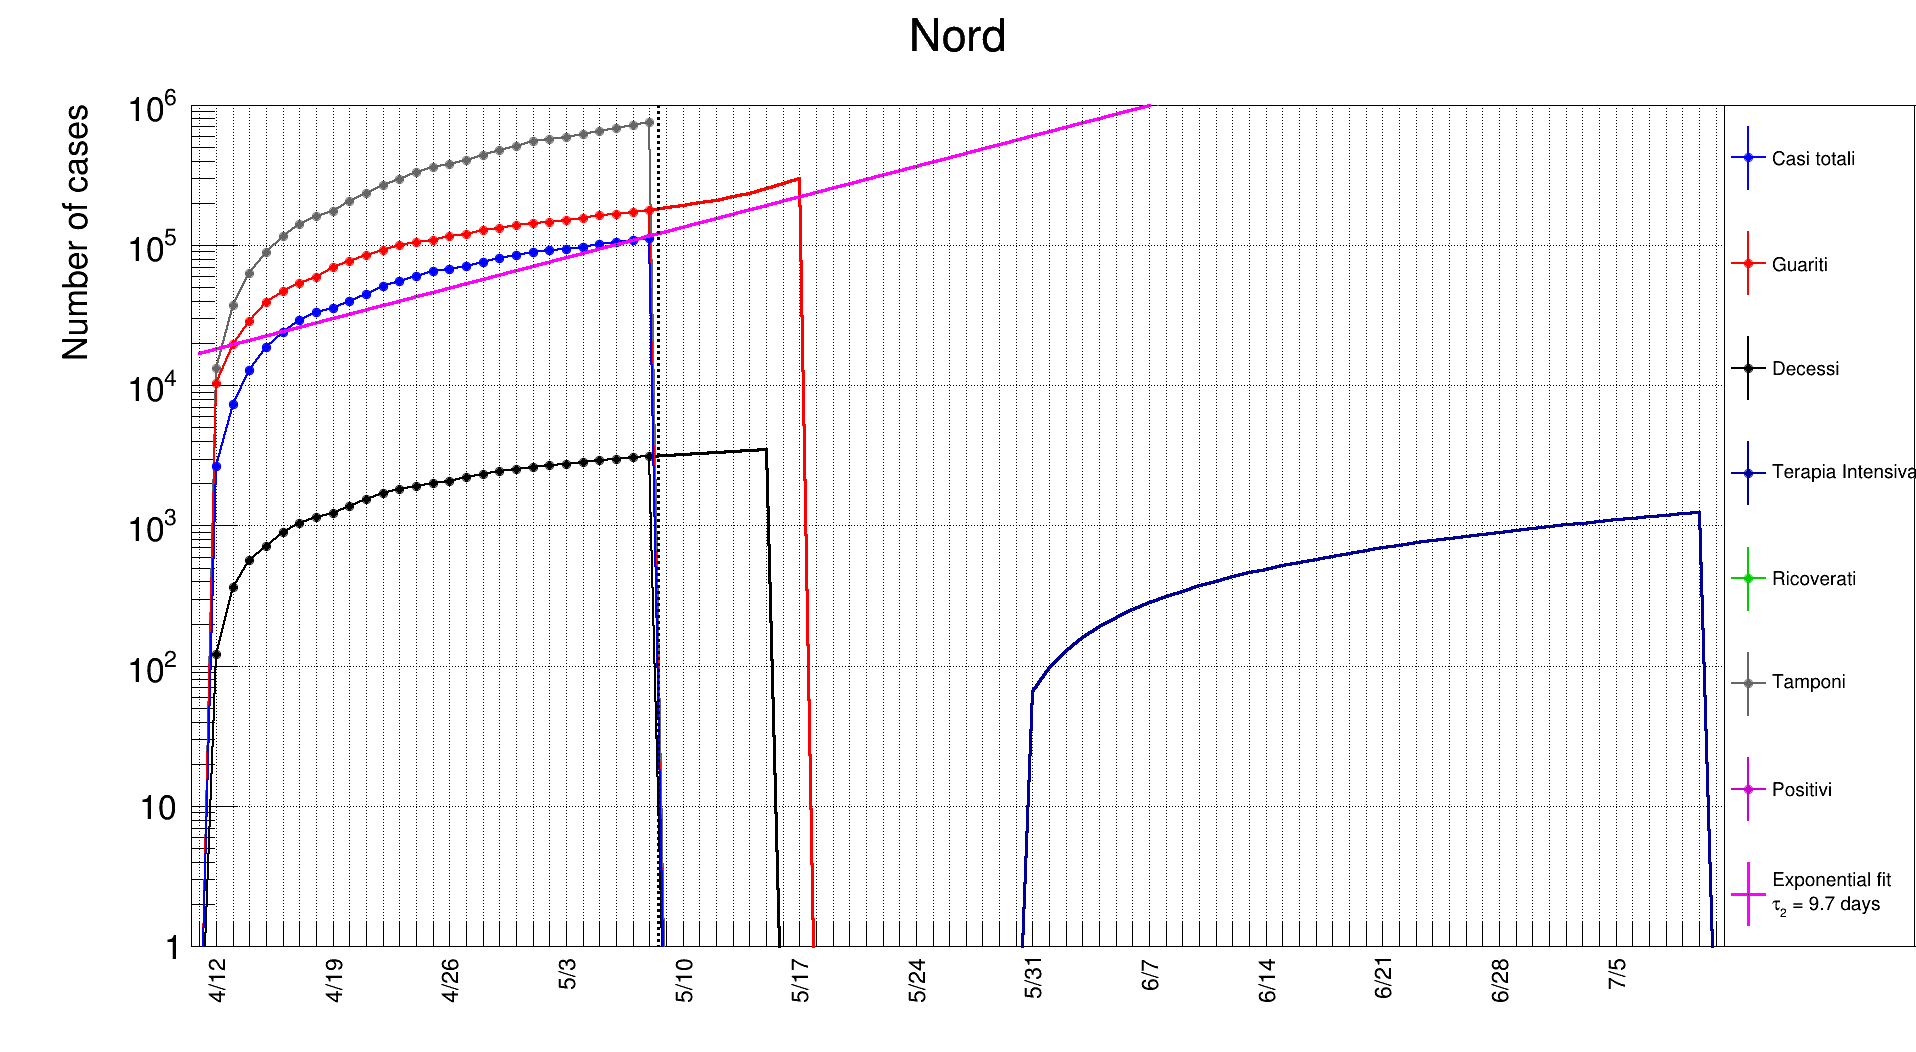 Nord
Number of cases
10^6
10^5
10^4
10^3
10^2
10
1
4/12
4/19
4/26
5/3
5/10
5/17
5/24
5/31
6/7
6/14
6/21
6/28
7/5
Casi totali
Guariti
Decessi
Terapia Intensiva
Ricoverati
Tamponi
Positivi
Exponential fit
τ₂ = 9.7 days